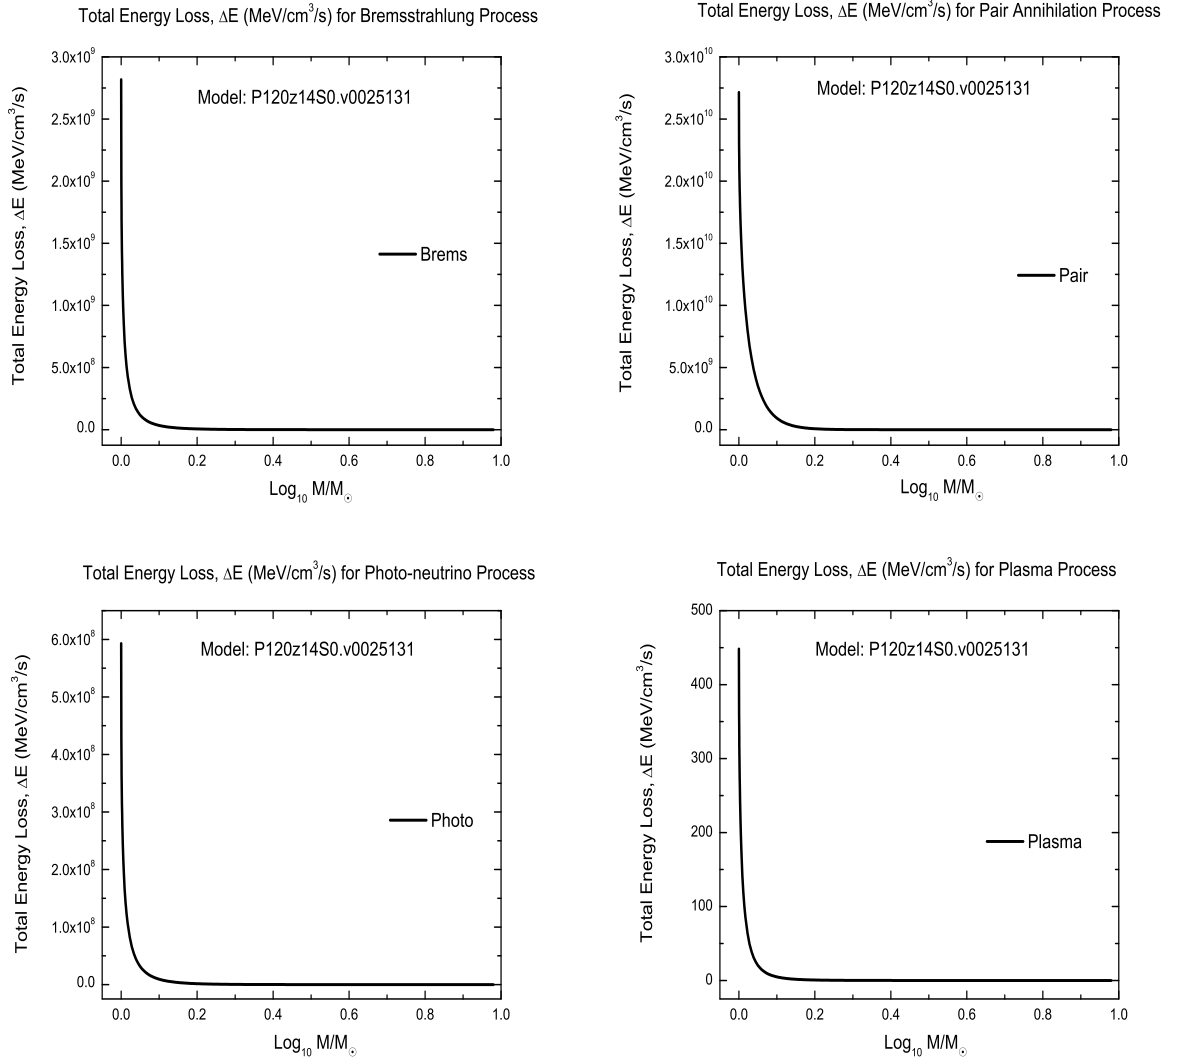 Total Energy Loss, ΔE (MeV/cm³/s) for Bremsstrahlung Process
Total Energy Loss, ΔE (MeV/cm³/s)
3.0x10⁹
2.5x10⁹
2.0x10⁹
1.5x10⁹
1.0x10⁹
5.0x10⁸
0.0
Model: P120z14S0.v0025131
Brems
0.0 0.2 0.4 0.6 0.8 1.0
Log₁₀ M/M☉
Total Energy Loss, ΔE (MeV/cm³/s) for Pair Annihilation Process
Total Energy Loss, ΔE (MeV/cm³/s)
3.0x10¹⁰
2.5x10¹⁰
2.0x10¹⁰
1.5x10¹⁰
1.0x10¹⁰
5.0x10⁹
0.0
Model: P120z14S0.v0025131
Pair
0.0 0.2 0.4 0.6 0.8 1.0
Log₁₀ M/M☉
Total Energy Loss, ΔE (MeV/cm³/s) for Photo-neutrino Process
Total Energy Loss, ΔE (MeV/cm³/s)
6.0x10⁸
5.0x10⁸
4.0x10⁸
3.0x10⁸
2.0x10⁸
1.0x10⁸
0.0
Model: P120z14S0.v0025131
Photo
0.0 0.2 0.4 0.6 0.8 1.0
Log₁₀ M/M☉
Total Energy Loss, ΔE (MeV/cm³/s) for Plasma Process
Total Energy Loss, ΔE (MeV/cm³/s)
500
400
300
200
100
0
Model: P120z14S0.v0025131
Plasma
0.0 0.2 0.4 0.6 0.8 1.0
Log₁₀ M/M☉